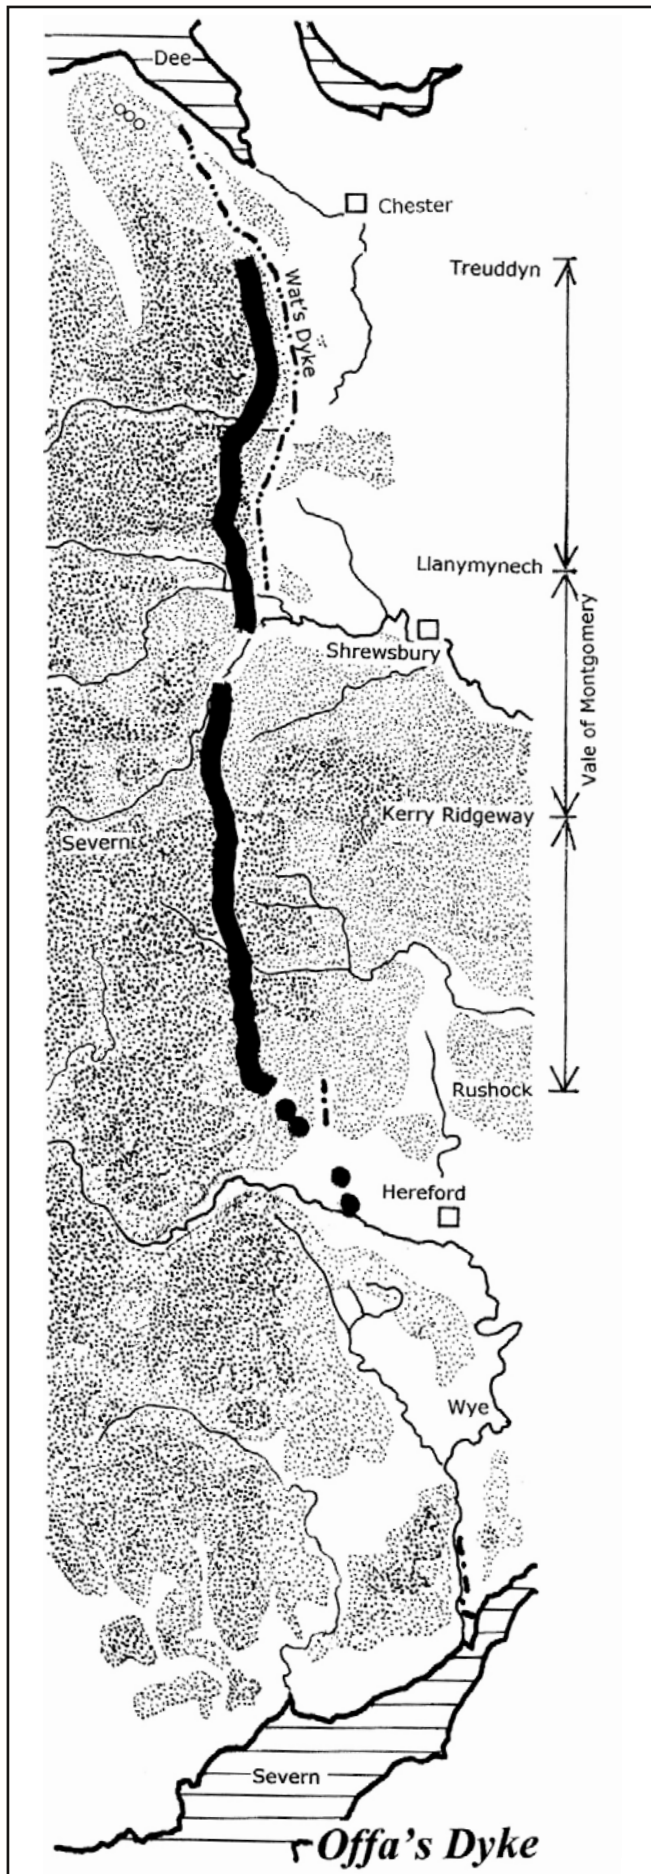 Dee
Chester
Treuddyn
Wat's Dyke
Llanymynech
Shrewsbury
Vale of Montgomery
Kerry Ridgeway
Severn
Rushock
Hereford
Wye
Severn
Offa's Dyke